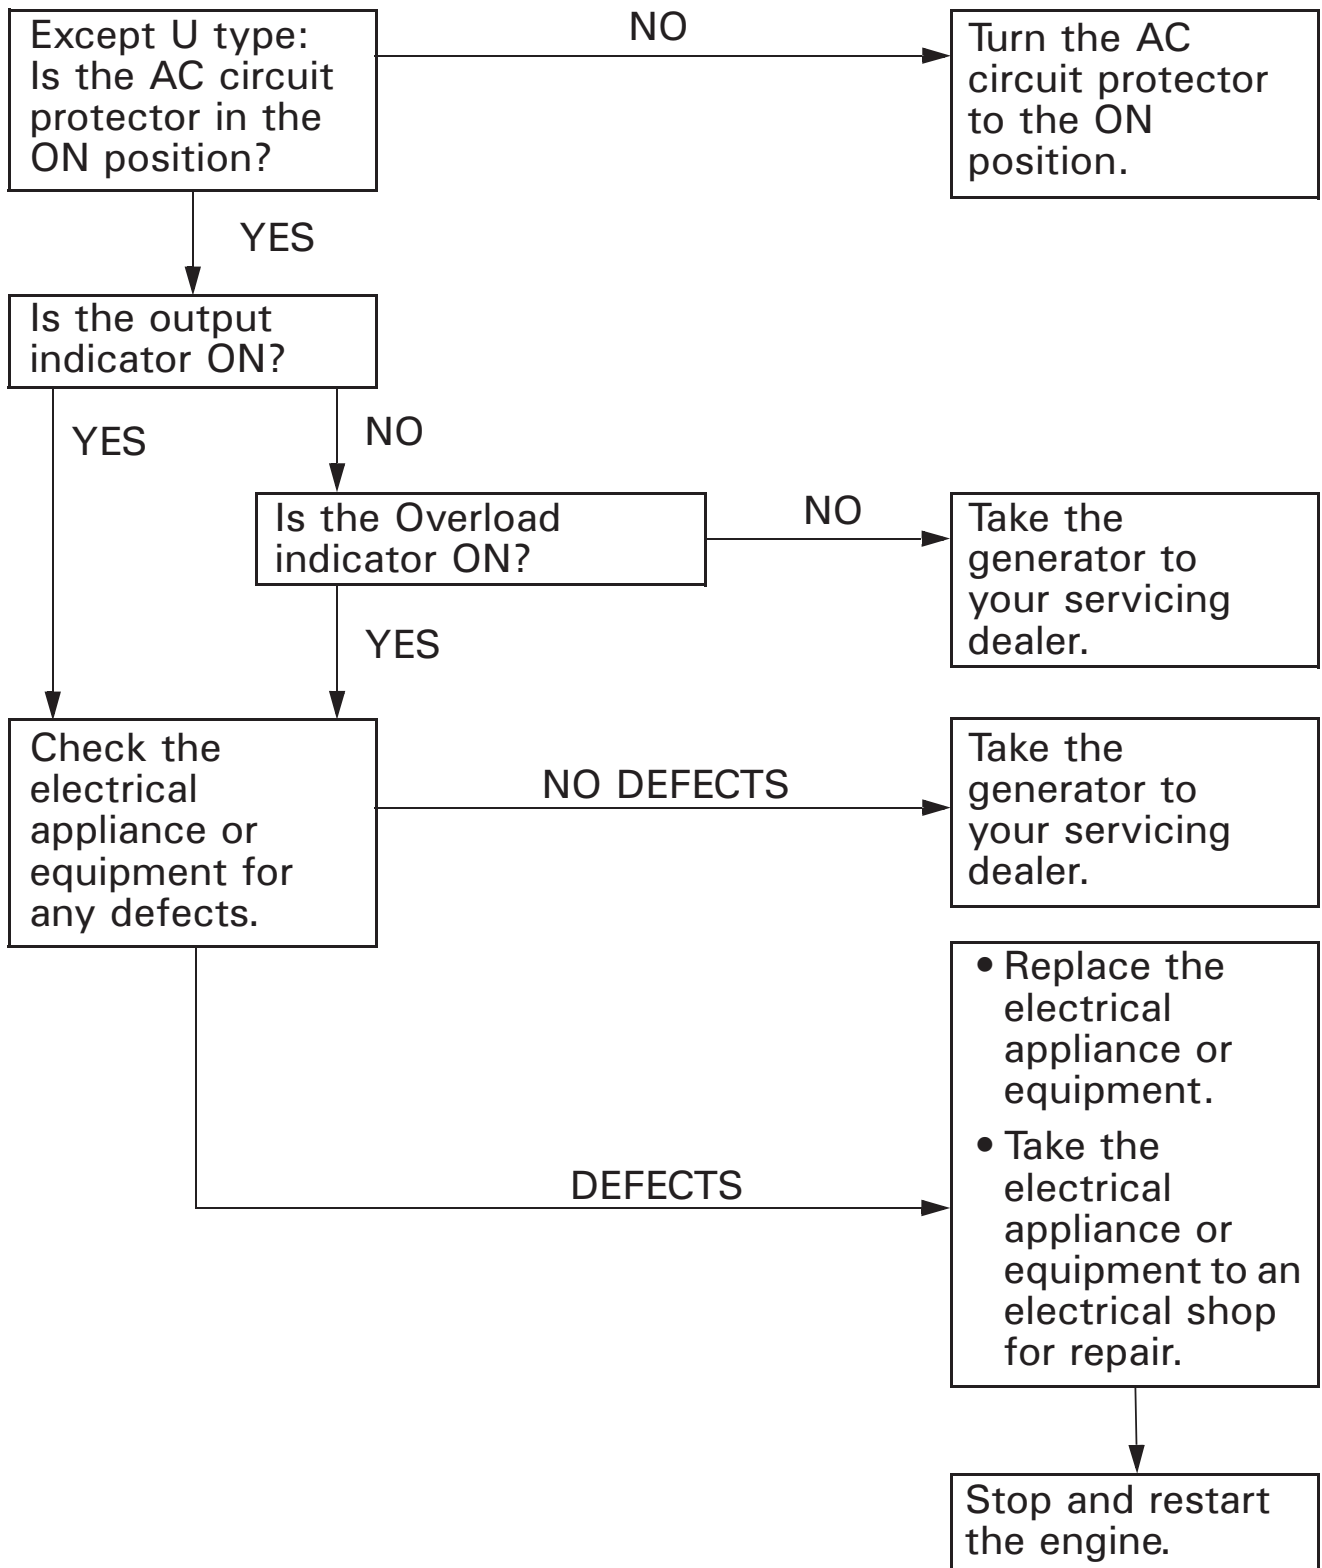 Except U type:
Is the AC circuit
protector in the
ON position?
NO
Turn the AC
circuit protector
to the ON
position.
YES
Is the output
indicator ON?
YES
NO
Is the Overload
indicator ON?
NO
Take the
generator to
your servicing
dealer.
YES
Check the
electrical
appliance or
equipment for
any defects.
NO DEFECTS
Take the
generator to
your servicing
dealer.
DEFECTS
• Replace the
electrical
appliance or
equipment.
• Take the
electrical
appliance or
equipment to an
electrical shop
for repair.
Stop and restart
the engine.